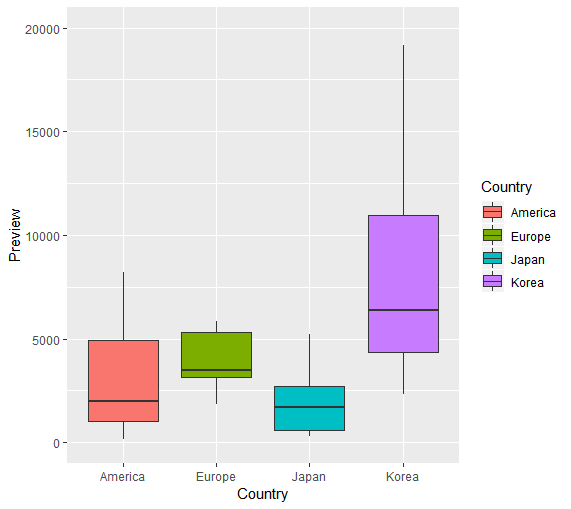 20000
15000
10000
5000
0
Preview
America Europe Japan Korea
Country
Country
America
Europe
Japan
Korea